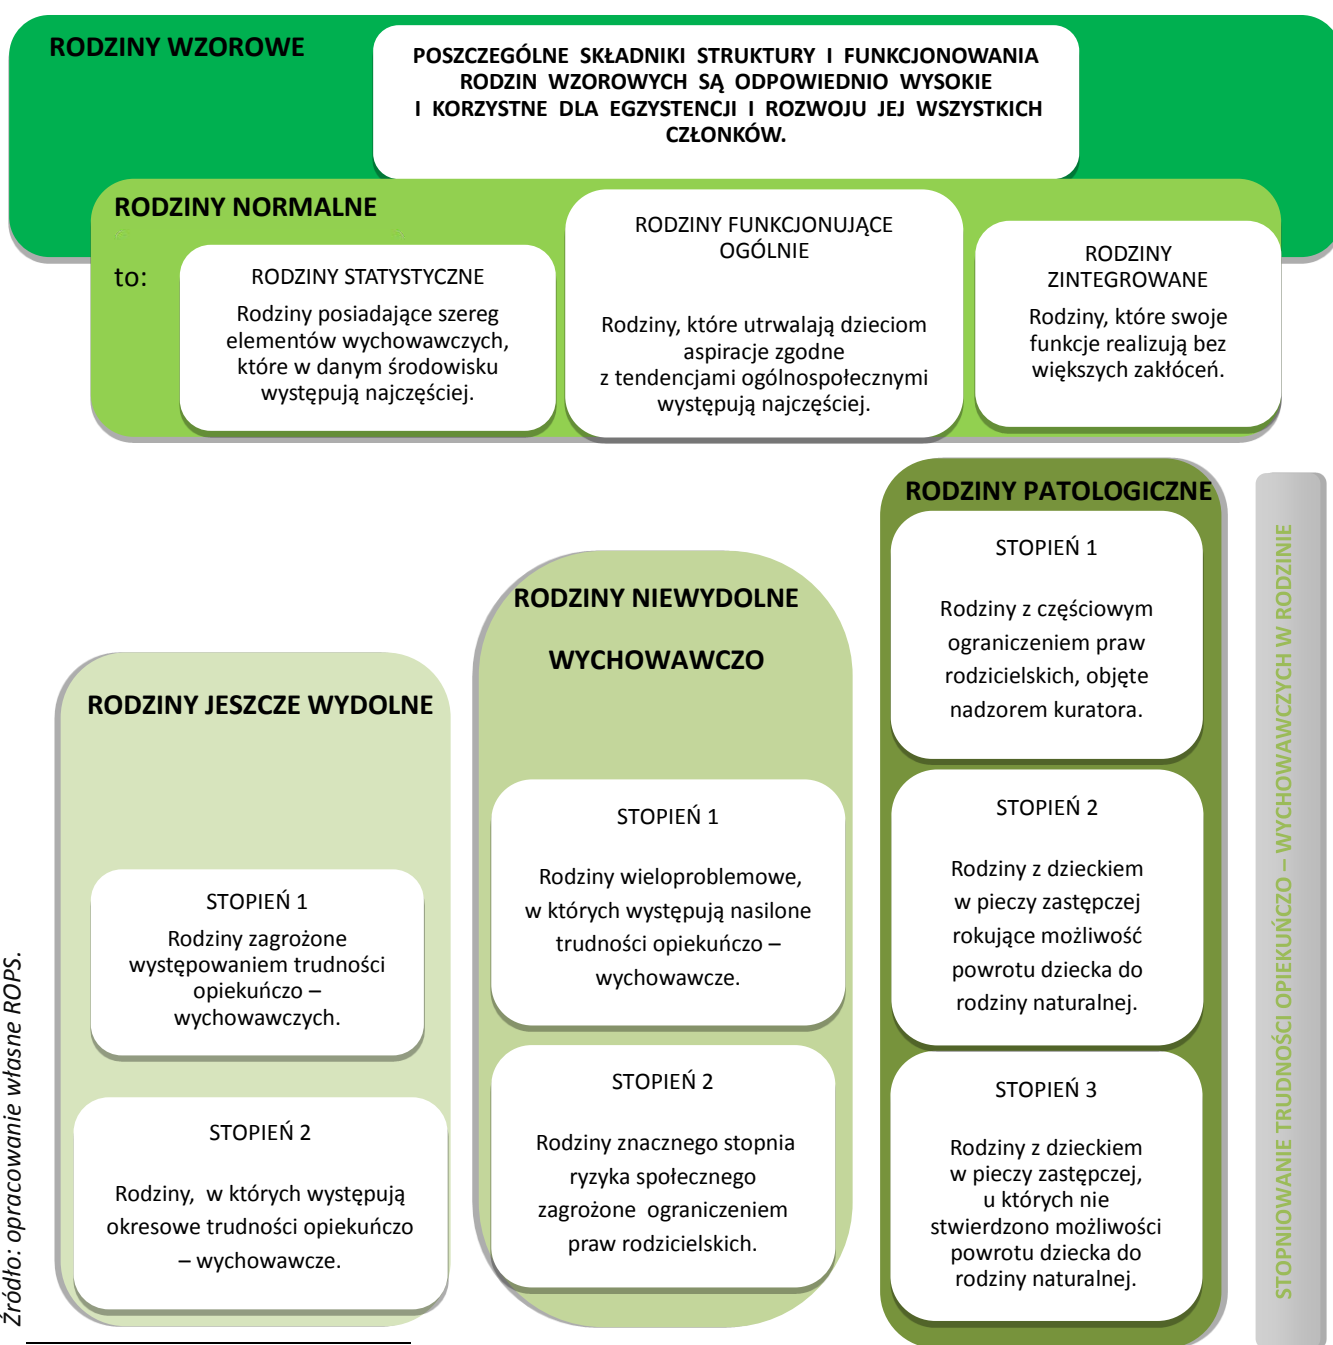 RODZINY WZOROWE
POSZCZEGÓLNE SKŁADNIKI STRUKTURY I FUNKCJONOWANIA
RODZIN WZOROWYCH SĄ ODPOWIEDNIO WYSOKIE
I KORZYSTNE DLA EGZYSTENCJI I ROZWOJU JEJ WSZYSTKICH
CZŁONKÓW.
RODZINY NORMALNE
to:
RODZINY STATYSTYCZNE
Rodziny posiadające szereg
elementów wychowawczych,
które w danym środowisku
występują najczęściej.
RODZINY FUNKCJONUJĄCE
OGÓLNIE
Rodziny, które utrwalają dzieciom
aspiracje zgodne
z tendencjami ogólnospołecznymi
występują najczęściej.
RODZINY
ZINTEGROWANE
Rodziny, które swoje
funkcje realizują bez
większych zakłóceń.
RODZINY JESZCZE WYDOLNE
STOPIEŃ 1
Rodziny zagrożone
występowaniem trudności
opiekuńczo –
wychowawczych.
STOPIEŃ 2
Rodziny, w których występują
okresowe trudności opiekuńczo
– wychowawcze.
RODZINY NIEWYDOLNE
WYCHOWAWCZO
STOPIEŃ 1
Rodziny wieloproblemowe,
w których występują nasilone
trudności opiekuńczo –
wychowawcze.
STOPIEŃ 2
Rodziny znacznego stopnia
ryzyka społecznego
zagrożone ograniczeniem
praw rodzicielskich.
RODZINY PATOLOGICZNE
STOPIEŃ 1
Rodziny z częściowym
ograniczeniem praw
rodzicielskich, objęte
nadzorem kuratora.
STOPIEŃ 2
Rodziny z dzieckiem
w pieczy zastępczej
rokujące możliwość
powrotu dziecka do
rodziny naturalnej.
STOPIEŃ 3
Rodziny z dzieckiem
w pieczy zastępczej,
u których nie
stwierdzono możliwości
powrotu dziecka do
rodziny naturalnej.
STOPNIOWANIE TRUDNOŚCI OPIEKUŃCZO – WYCHOWAWCZYCH W RODZINIE
Źródło: opracowanie własne ROPS.